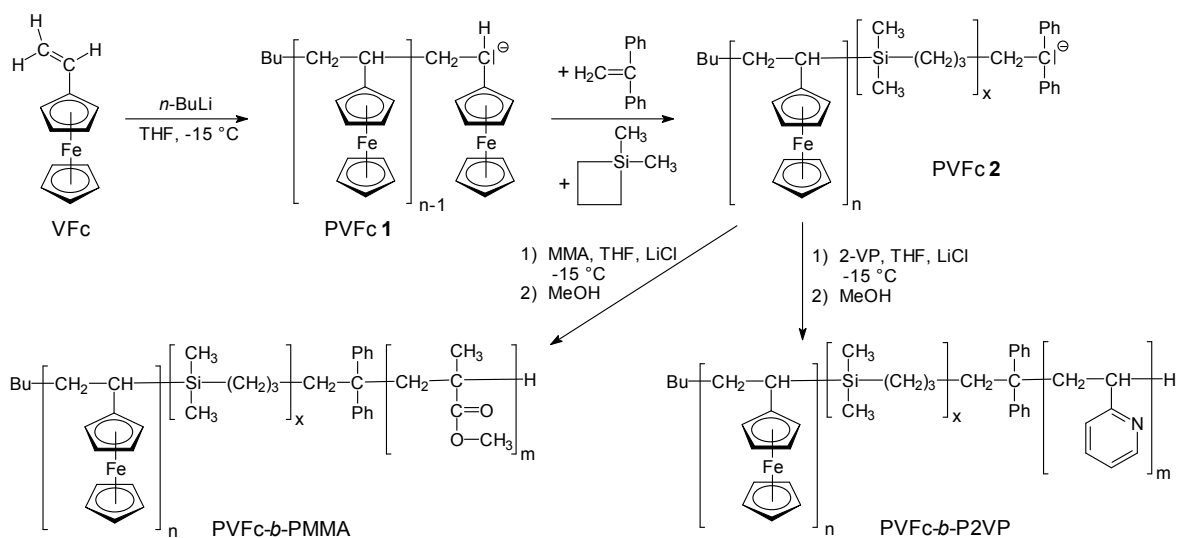 H
H C C H
Fe
VFc
n-BuLi
THF, -15 °C
Bu CH₂ CH CH₂ C H ⊖
Fe Fe
n-1
PVFc 1
+ H₂C C Ph Ph
+ Si CH₃ CH₃
Bu CH₂ CH CH₃ Si CH₃ (CH₂)₃ x CH₂ C Ph Ph ⊖
Fe
n
PVFc 2
1) MMA, THF, LiCl
-15 °C
2) MeOH
1) 2-VP, THF, LiCl
-15 °C
2) MeOH
Bu CH₂ CH CH₃ Si CH₃ (CH₂)₃ x CH₂ C Ph Ph CH₂ CH₃ C C=O O CH₃ m H
Fe
n
PVFc-b-PMMA
Bu CH₂ CH CH₃ Si CH₃ (CH₂)₃ x CH₂ C Ph Ph CH₂ CH N m H
Fe
n
PVFc-b-P2VP